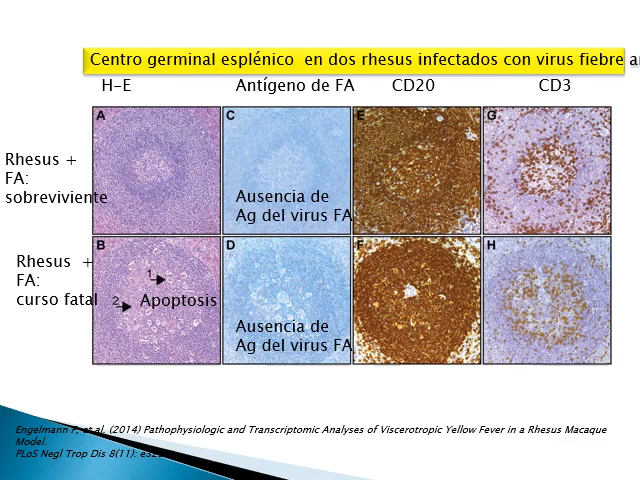 Centro germinal esplénico en dos rhesus infectados con virus fiebre
H-E Antígeno de FA CD20 CD3
A C E G
Rhesus +
FA:
sobreviviente
Ausencia de
Ag del virus FA
B D F H
Rhesus +
FA:
curso fatal
1
2 Apoptosis
Ausencia de
Ag del virus FA
Engelmann F, et al, (2014) Pathophysiologic and Transcriptomic Analyses of Viscerotropic Yellow Fever in a Rhesus Macaque
Model.
PLoS Negl Trop Dis 8(11):